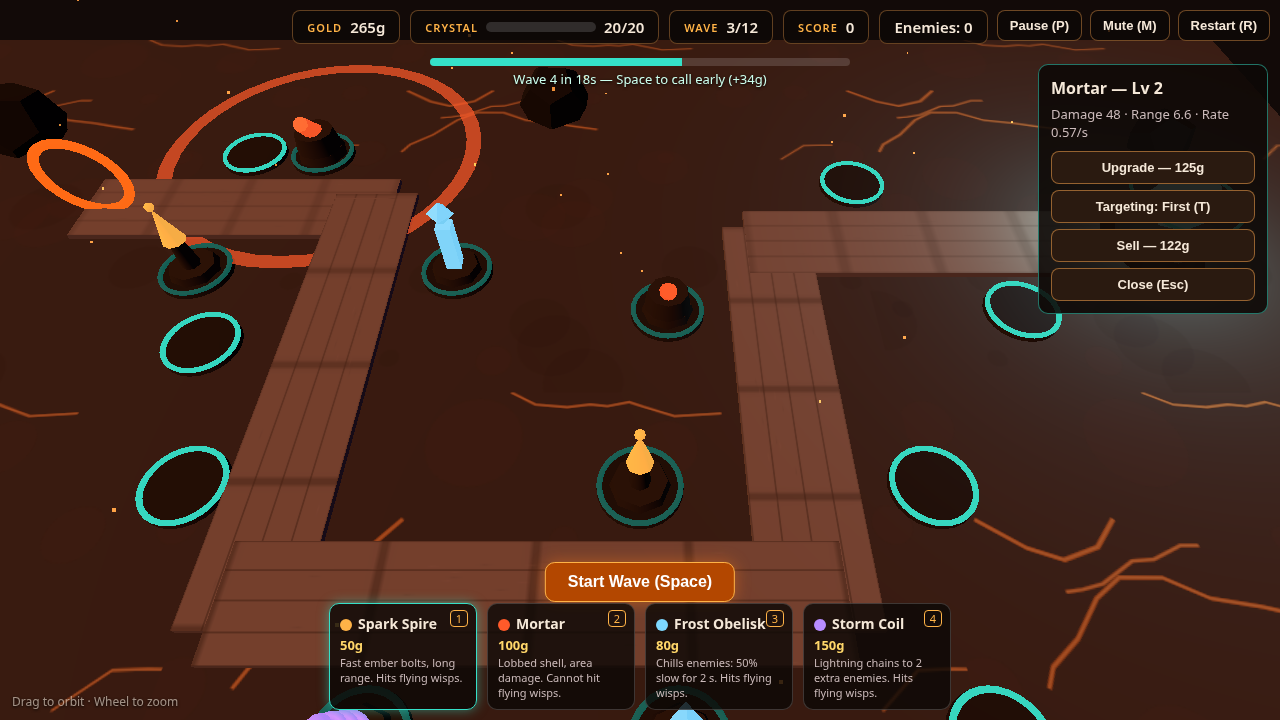 GOLD 265g CRYSTAL 20/20 WAVE 3/12 SCORE 0 Enemies: 0 Pause (P) Mute (M) Restart (R)
Wave 4 in 18s — Space to call early (+34g)
Mortar — Lv 2
Damage 48 · Range 6.6 · Rate
0.57/s
Upgrade — 125g
Targeting: First (T)
Sell — 122g
Close (Esc)
Start Wave (Space)
Spark Spire 1
50g
Fast ember bolts, long
range. Hits flying wisps.
Mortar 2
100g
Lobbed shell, area
damage. Cannot hit
flying wisps.
Frost Obelisk 3
80g
Chills enemies: 50%
slow for 2 s. Hits flying
wisps.
Storm Coil 4
150g
Lightning chains to 2
extra enemies. Hits
flying wisps.
Drag to orbit · Wheel to zoom